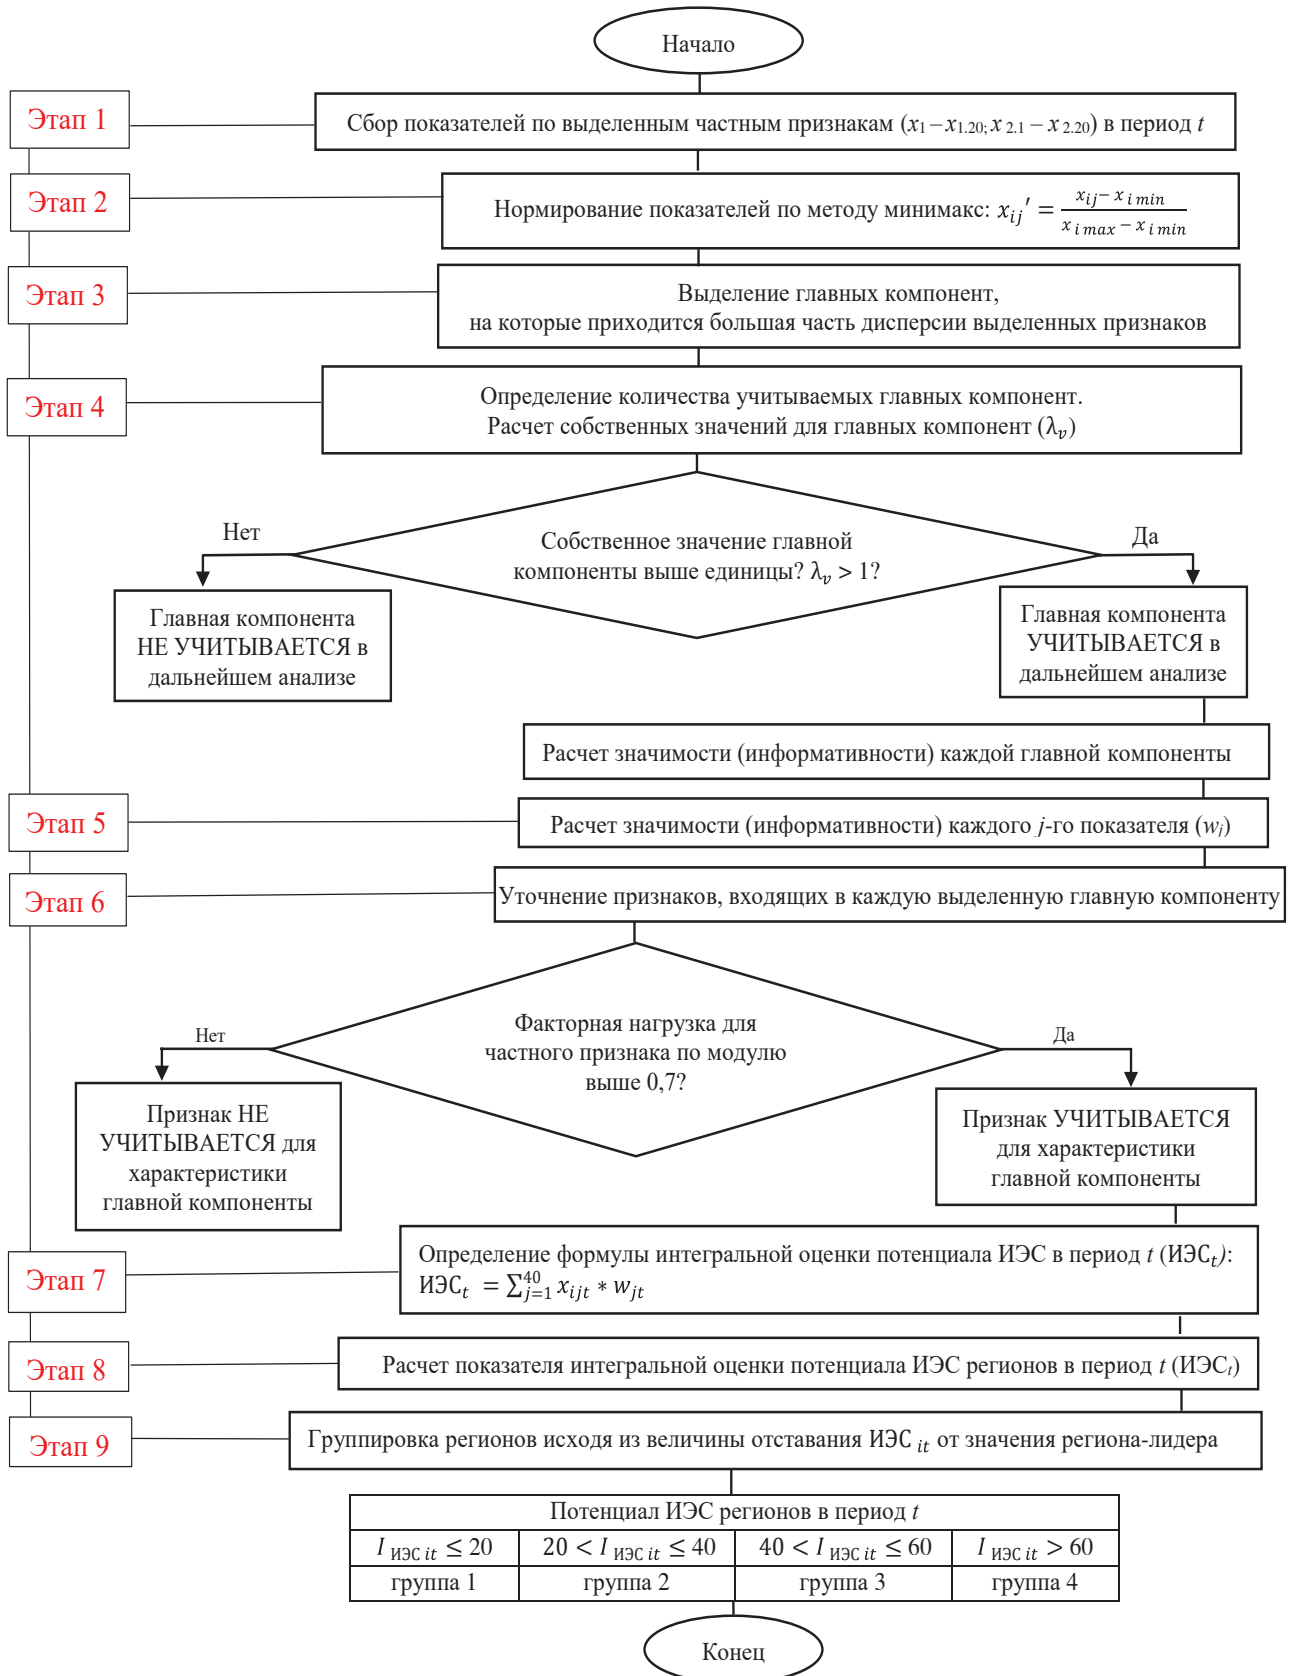 Начало
Этап 1
Сбор показателей по выделенным частным признакам (x₁ – x₁.₂₀; x ₂.₁ – x ₂.₂₀) в период t
Этап 2
Нормирование показателей по методу минимакс: xᵢⱼ′ = (xᵢⱼ − x ᵢ ₘᵢₙ) / (x ᵢ ₘₐₓ − x ᵢ ₘᵢₙ)
Этап 3
Выделение главных компонент,
на которые приходится большая часть дисперсии выделенных признаков
Этап 4
Определение количества учитываемых главных компонент.
Расчет собственных значений для главных компонент (λᵥ)
Нет
Да
Собственное значение главной
компоненты выше единицы? λᵥ > 1?
Главная компонента
НЕ УЧИТЫВАЕТСЯ в
дальнейшем анализе
Главная компонента
УЧИТЫВАЕТСЯ в
дальнейшем анализе
Расчет значимости (информативности) каждой главной компоненты
Этап 5
Расчет значимости (информативности) каждого j-го показателя (wⱼ)
Этап 6
Уточнение признаков, входящих в каждую выделенную главную компоненту
Нет
Да
Факторная нагрузка для
частного признака по модулю
выше 0,7?
Признак НЕ
УЧИТЫВАЕТСЯ для
характеристики
главной компоненты
Признак УЧИТЫВАЕТСЯ
для характеристики
главной компоненты
Этап 7
Определение формулы интегральной оценки потенциала ИЭС в период t (ИЭСₜ):
ИЭСₜ = ∑⁴⁰ⱼ₌₁ xᵢⱼₜ * wⱼₜ
Этап 8
Расчет показателя интегральной оценки потенциала ИЭС регионов в период t (ИЭСₜ)
Этап 9
Группировка регионов исходя из величины отставания ИЭС ᵢₜ от значения региона-лидера
Потенциал ИЭС регионов в период t
I ИЭС it ≤ 20
20 < I ИЭС it ≤ 40
40 < I ИЭС it ≤ 60
I ИЭС it > 60
группа 1
группа 2
группа 3
группа 4
Конец